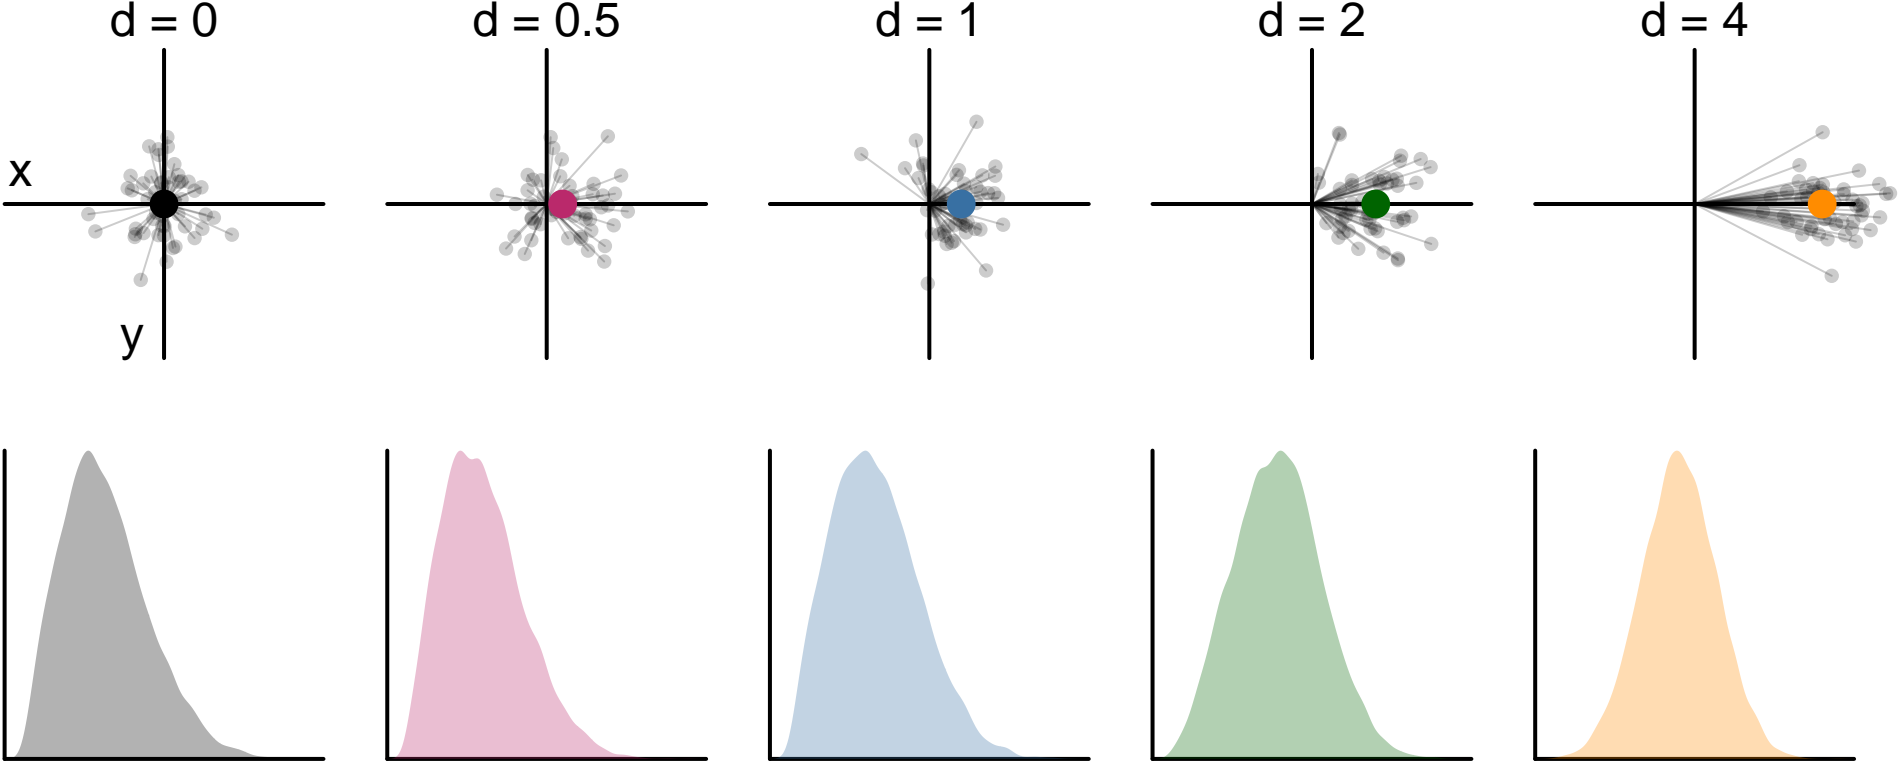 d = 0
d = 0.5
d = 1
d = 2
d = 4
x
y